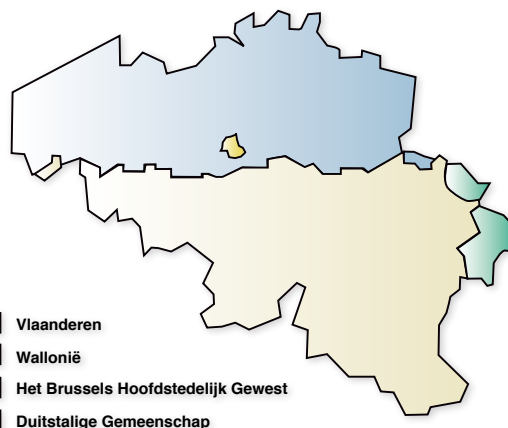 Vlaanderen
Wallonië
Het Brussels Hoofdstedelijk Gewest
Duitstalige Gemeenschap